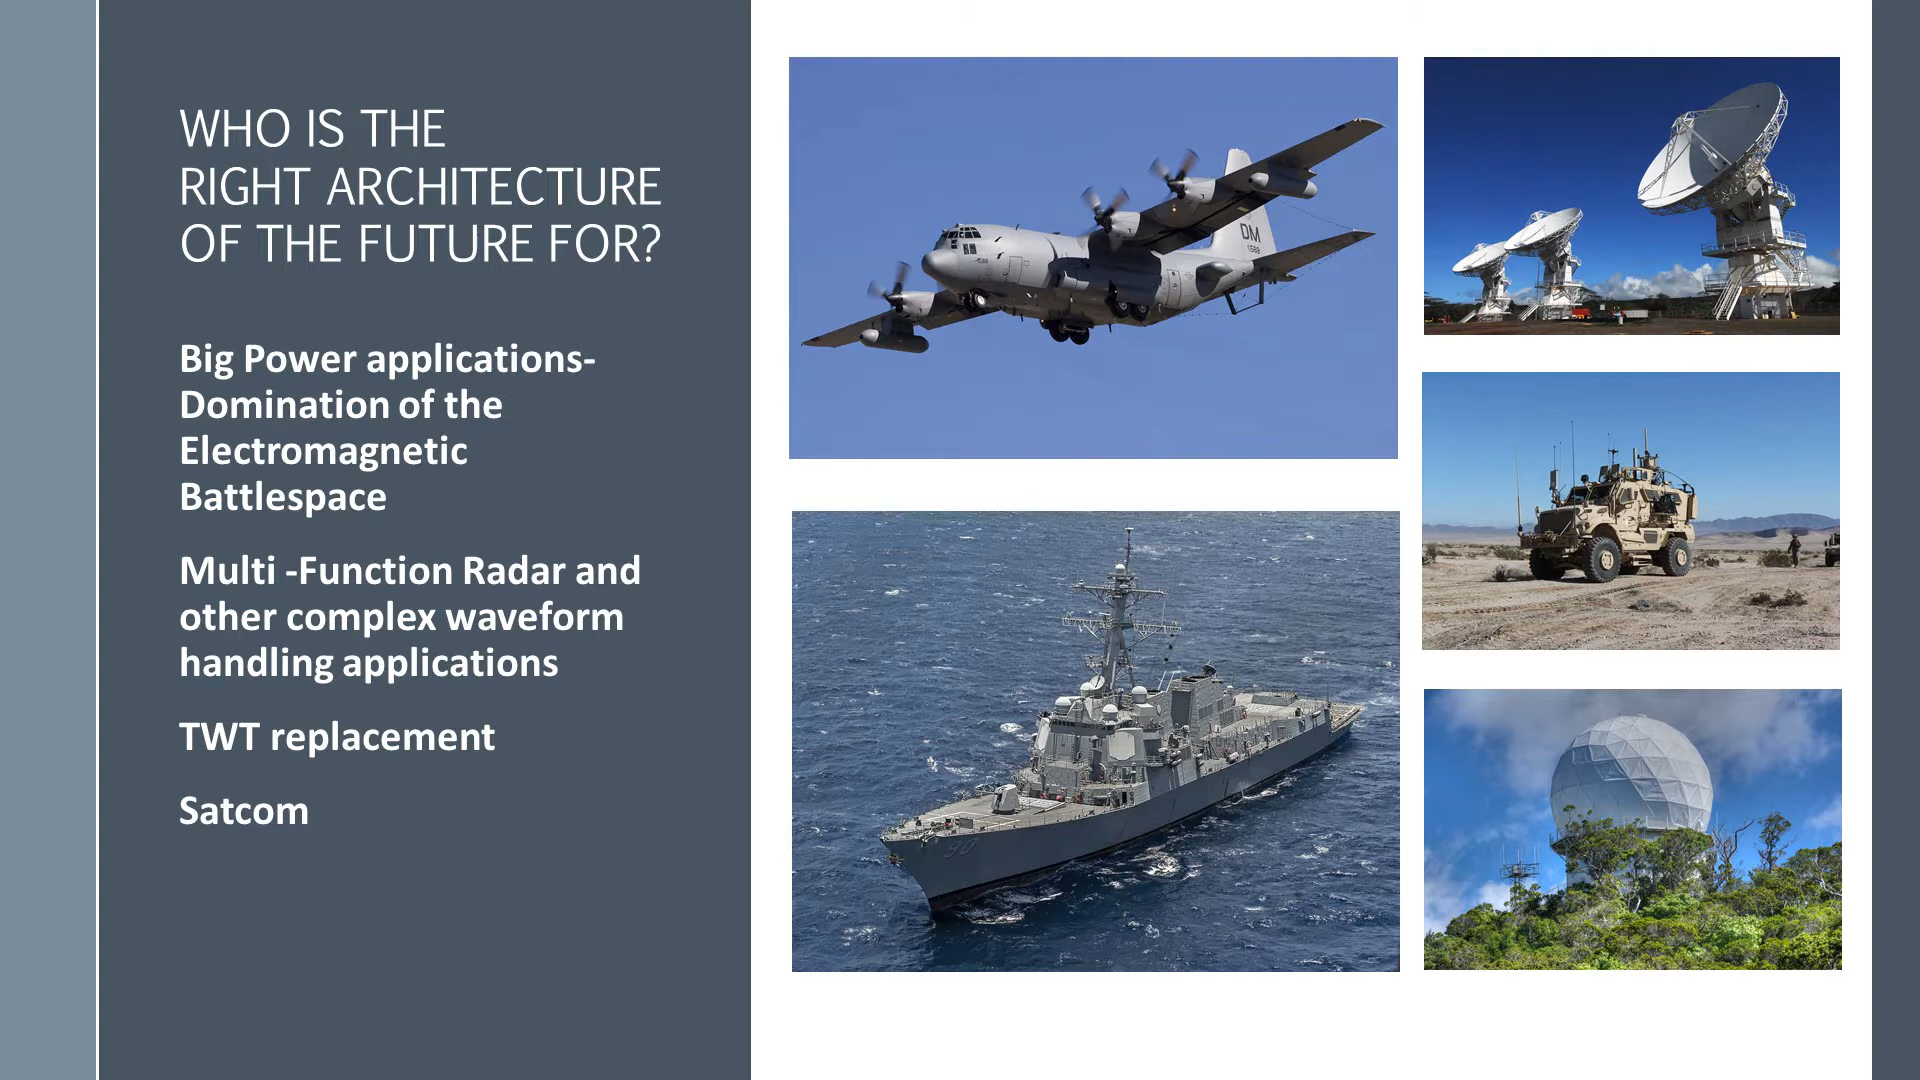 WHO IS THE
RIGHT ARCHITECTURE
OF THE FUTURE FOR?
Big Power applications-
Domination of the
Electromagnetic
Battlespace
Multi -Function Radar and
other complex waveform
handling applications
TWT replacement
Satcom
DM
90